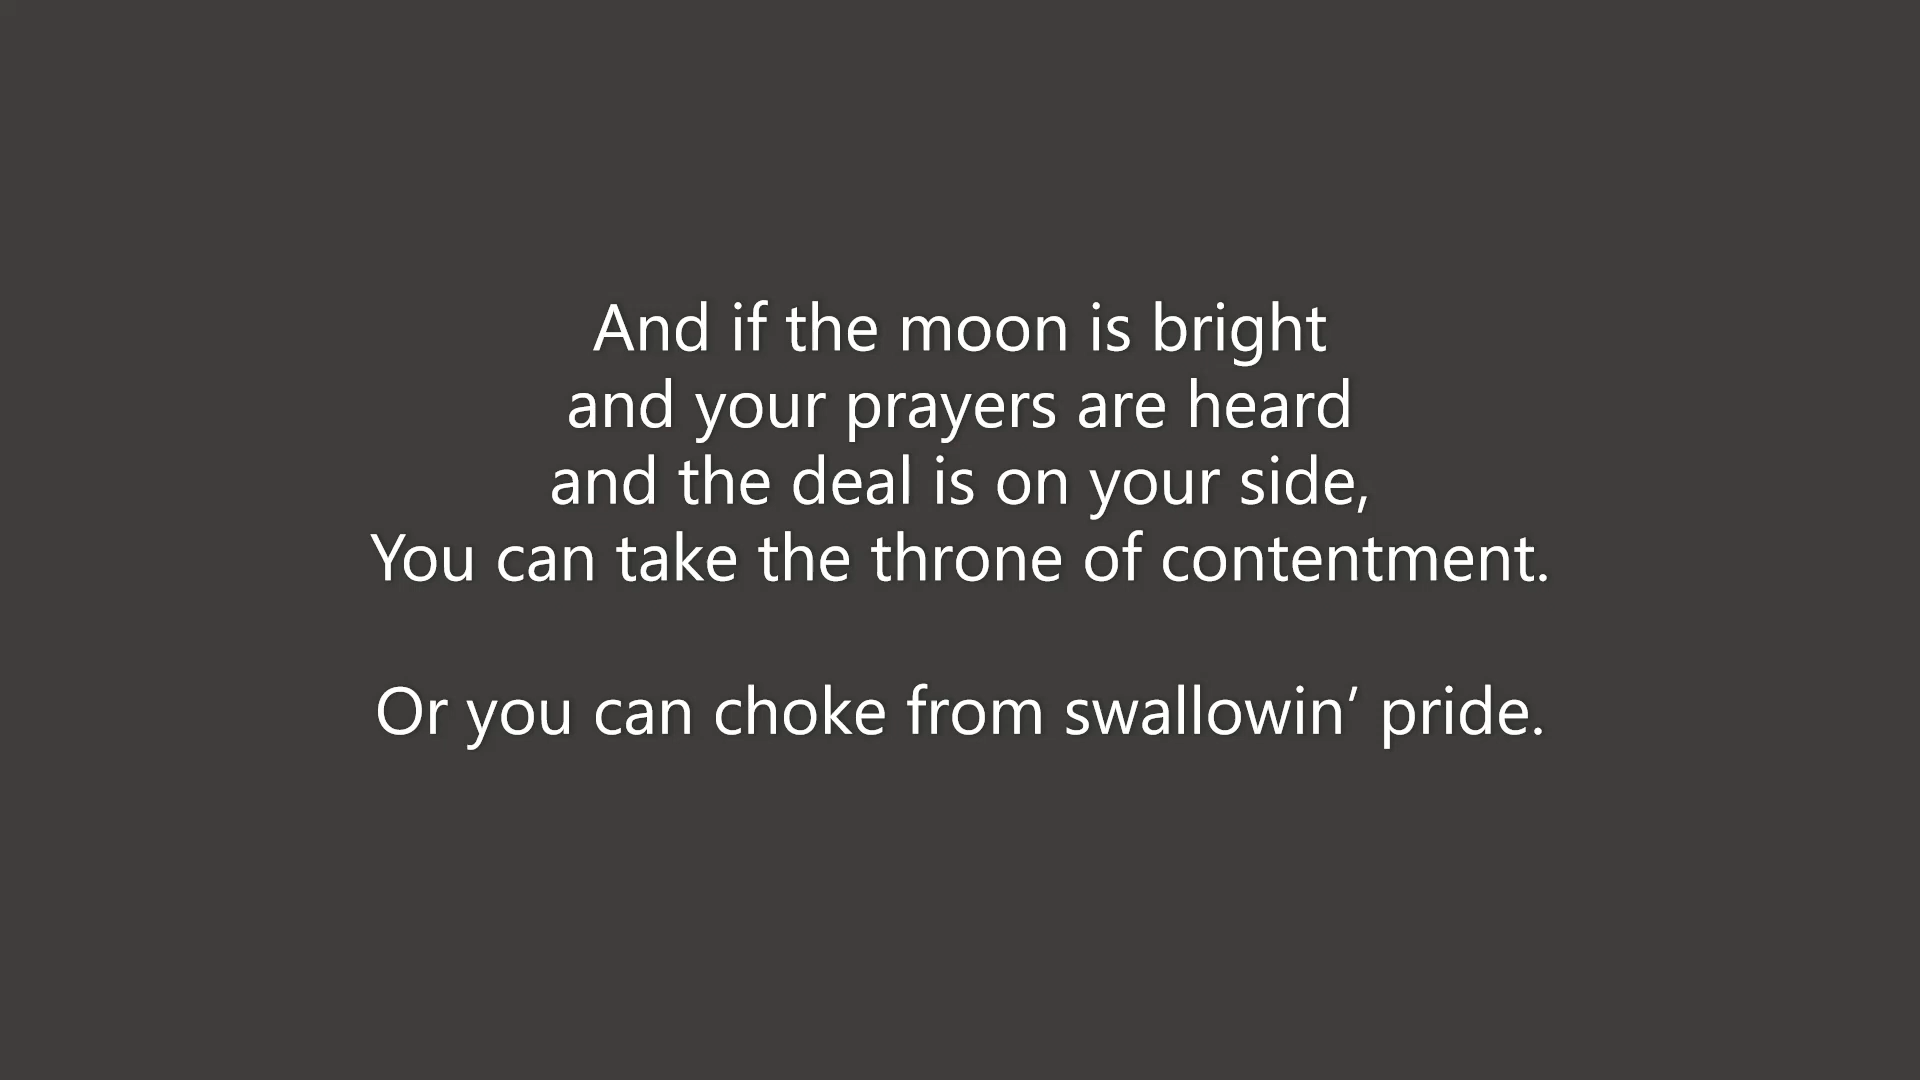 And if the moon is bright
and your prayers are heard
and the deal is on your side,
You can take the throne of contentment.
Or you can choke from swallowin’ pride.